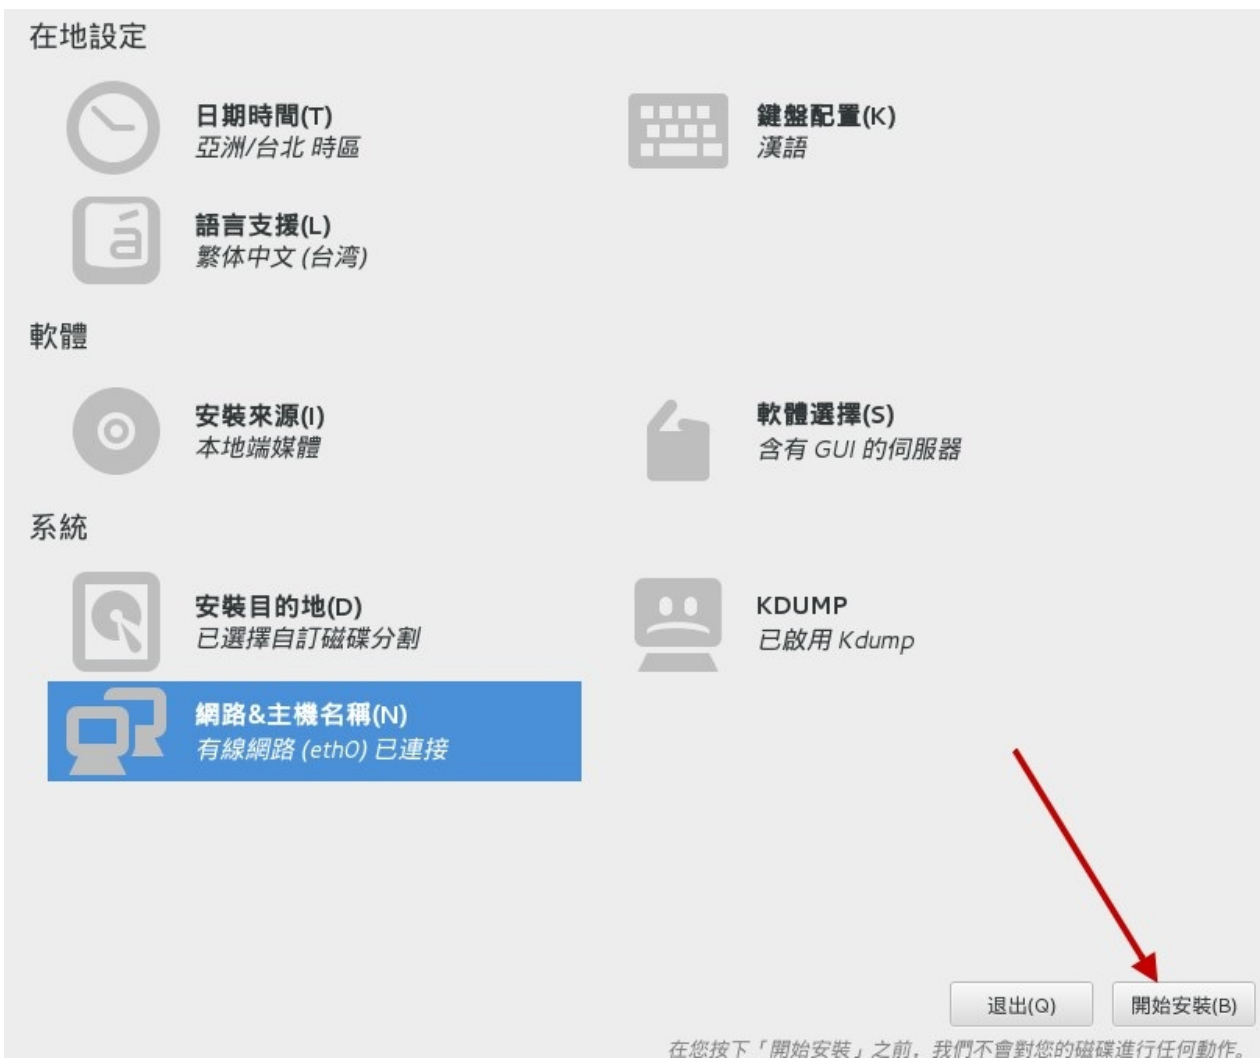 在地設定
日期時間(T)
亞洲/台北 時區
鍵盤配置(K)
漢語
語言支援(L)
繁体中文 (台湾)
軟體
安裝來源(I)
本地端媒體
軟體選擇(S)
含有 GUI 的伺服器
系統
安裝目的地(D)
已選擇自訂磁碟分割
KDUMP
已啟用 Kdump
網路&主機名稱(N)
有線網路 (eth0) 已連接
退出(Q)
開始安裝(B)
在您按下「開始安裝」之前，我們不會對您的磁碟進行任何動作。